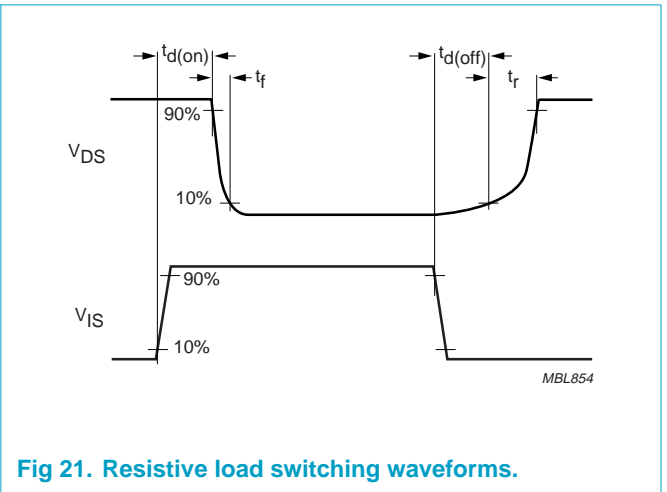 td(on)
td(off)
tf
tr
90%
VDS
10%
90%
VIS
10%
MBL854
Fig 21. Resistive load switching waveforms.